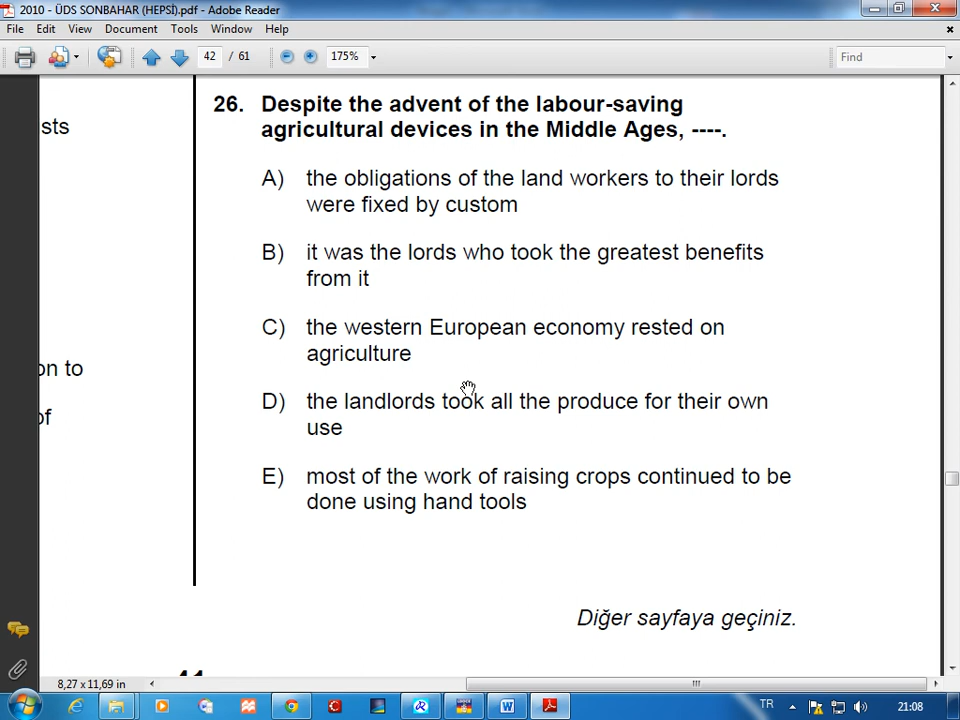 2010 - ÜDS SONBAHAR (HEPSİ).pdf - Adobe Reader
File Edit View Document Tools Window Help
42 / 61 175% Find
sts
on to
of
26. Despite the advent of the labour-saving
agricultural devices in the Middle Ages, ----.
A) the obligations of the land workers to their lords
were fixed by custom
B) it was the lords who took the greatest benefits
from it
C) the western European economy rested on
agriculture
D) the landlords took all the produce for their own
use
E) most of the work of raising crops continued to be
done using hand tools
Diğer sayfaya geçiniz.
8,27 x 11,69 in
TR 21:08